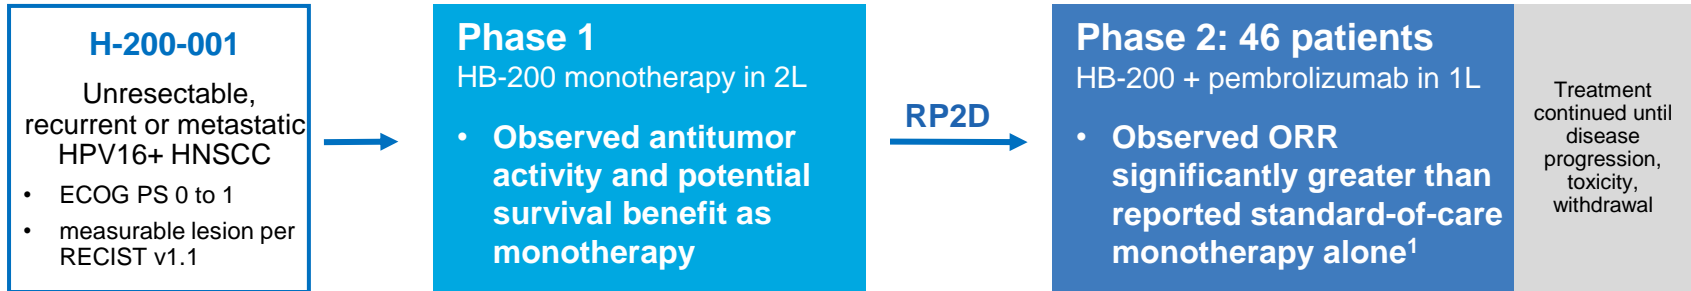 H-200-001
Unresectable,
recurrent or metastatic
HPV16+ HNSCC
• ECOG PS 0 to 1
• measurable lesion per
RECIST v1.1
Phase 1
HB-200 monotherapy in 2L
• Observed antitumor
activity and potential
survival benefit as
monotherapy
RP2D
Phase 2: 46 patients
HB-200 + pembrolizumab in 1L
• Observed ORR
significantly greater than
reported standard-of-care
monotherapy alone¹
Treatment
continued until
disease
progression,
toxicity,
withdrawal